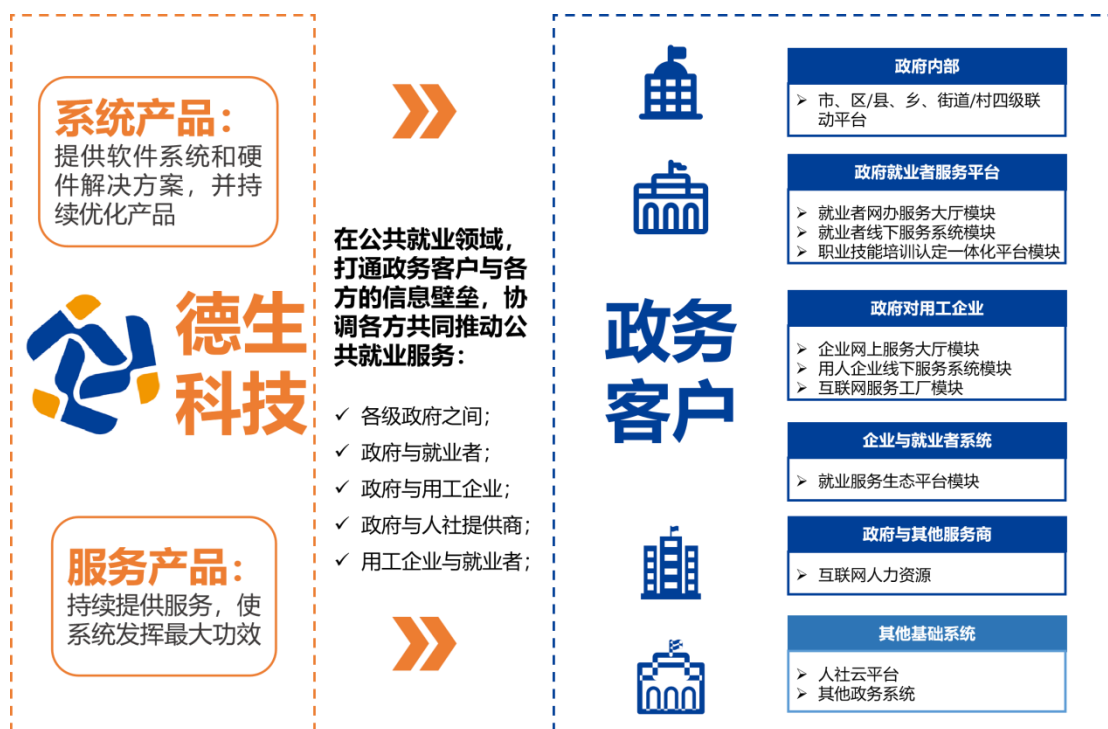 系统产品：
提供软件系统和硬
件解决方案，并持
续优化产品
德生
科技
服务产品：
持续提供服务，使
系统发挥最大功效
在公共就业领域，
打通政务客户与各
方的信息壁垒，协
调各方共同推动公
共就业服务：
✓ 各级政府之间；
✓ 政府与就业者；
✓ 政府与用工企业；
✓ 政府与人社提供商；
✓ 用工企业与就业者；
政务
客户
政府内部
➢ 市、区/县、乡、街道/村四级联
动平台
政府就业者服务平台
➢ 就业者网办服务大厅模块
➢ 就业者线下服务系统模块
➢ 职业技能培训认定一体化平台模块
政府对用工企业
➢ 企业网上服务大厅模块
➢ 用人企业线下服务系统模块
➢ 互联网服务工厂模块
企业与就业者系统
➢ 就业服务生态平台模块
政府与其他服务商
➢ 互联网人力资源
其他基础系统
➢ 人社云平台
➢ 其他政务系统